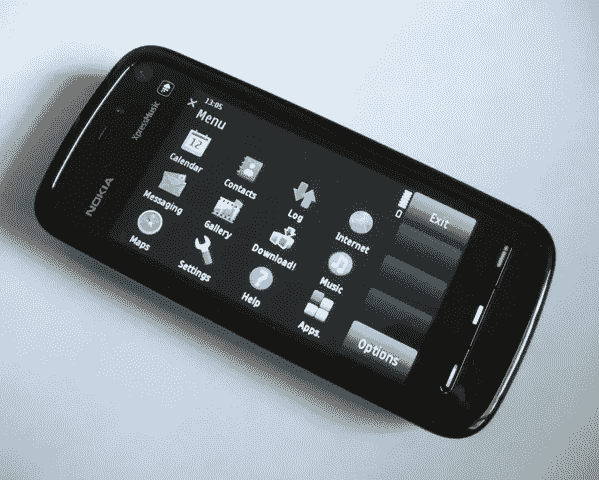 NOKIA
XpressMusic
13:05
Menu
Calendar
Contacts
Log
Internet
Messaging
Gallery
Download!
Music
Maps
Settings
Help
Apps.
Exit
Options